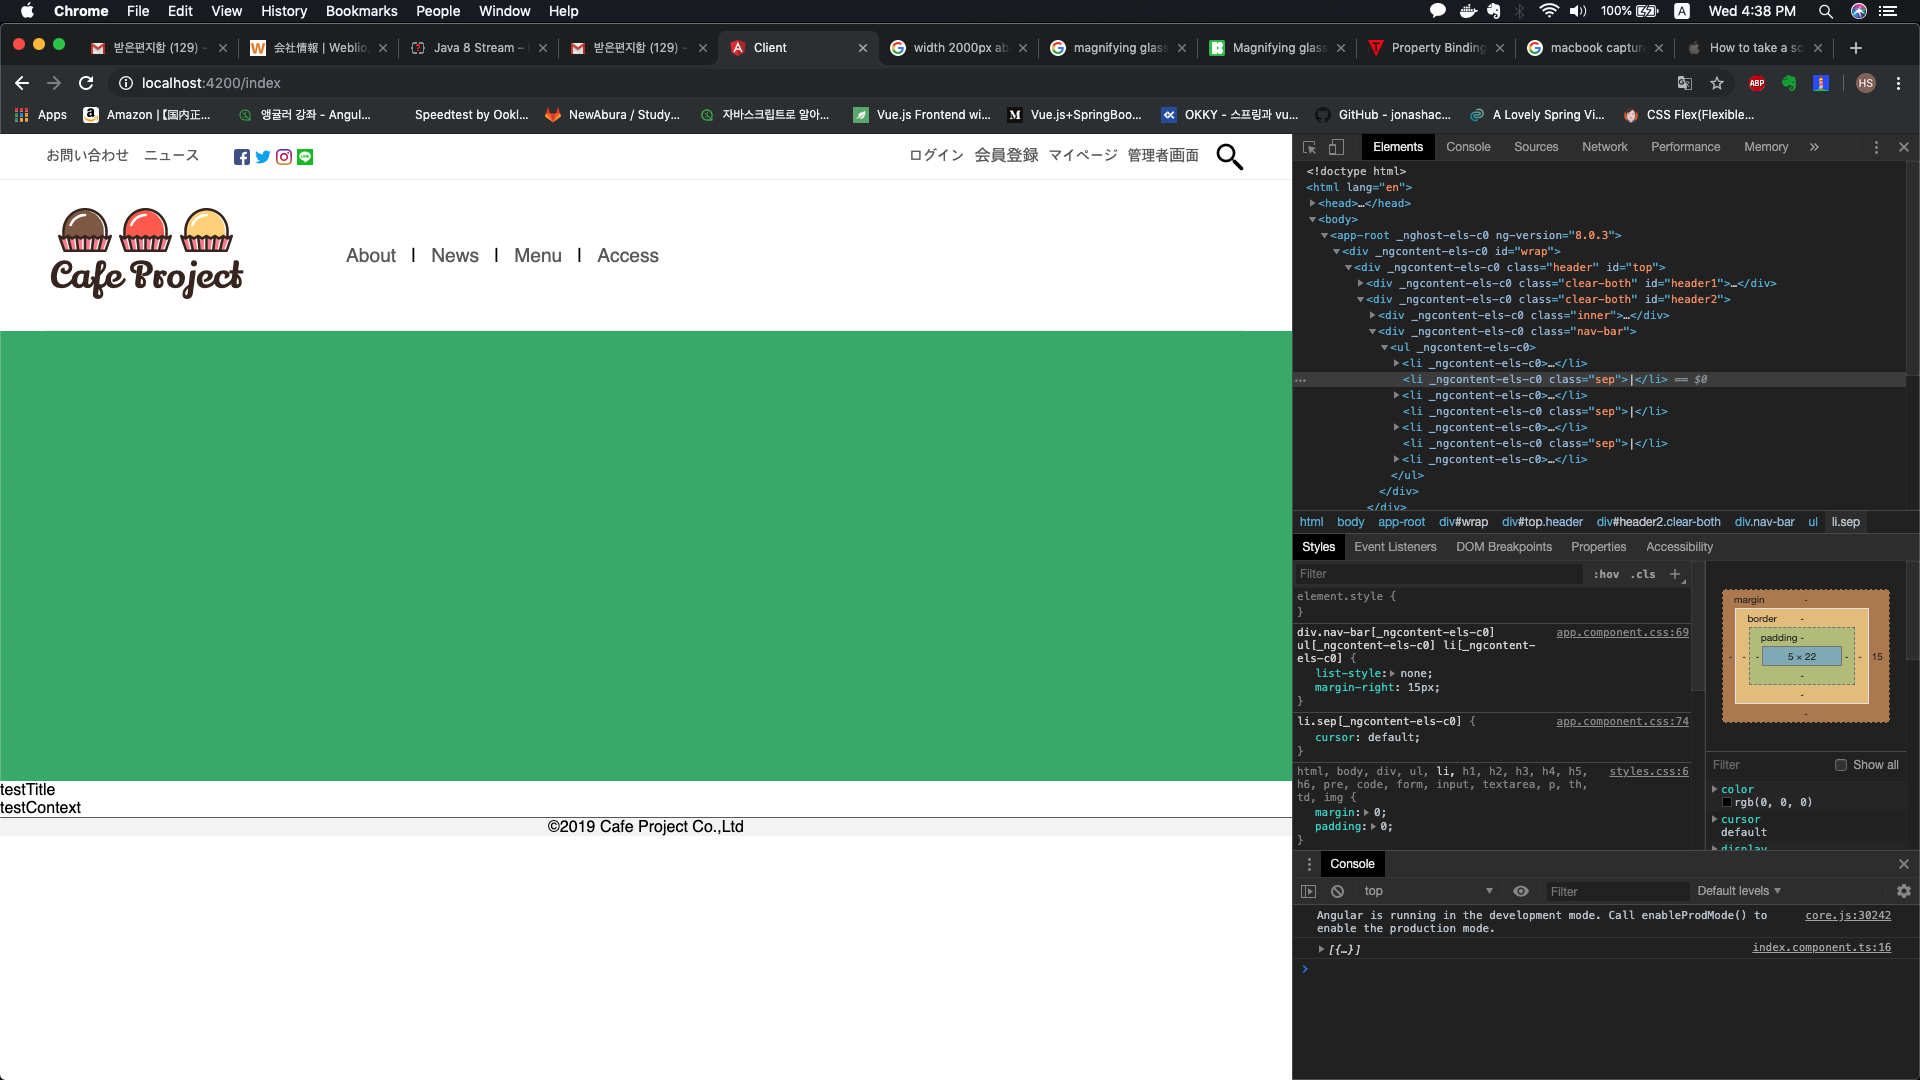 Chrome File Edit View History Bookmarks People Window Help 100% A Wed 4:38 PM
받은편지함 (129) - 会社情報 | Weblio, Java 8 Stream – 받은편지함 (129) - Client width 2000px ab magnifying glass Magnifying glass Property Binding macbook captur How to take a sc
localhost:4200/index ABP HS
Apps Amazon |【国内正... 앵귤러 강좌 - Angul... Speedtest by Ookl... NewAbura / Study... 자바스크립트로 알아... Vue.js Frontend wi... Vue.js+SpringBoo... OKKY - 스프링과 vu... GitHub - jonashac... A Lovely Spring Vi... CSS Flex(Flexible...
お問い合わせ ニュース ログイン 会員登録 マイページ 管理者画面
Cafe Project
About | News | Menu | Access
testTitle
testContext
©2019 Cafe Project Co.,Ltd
Elements Console Sources Network Performance Memory »
<!doctype html>
<html lang="en">
<head>…</head>
<body>
<app-root _nghost-els-c0 ng-version="8.0.3">
<div _ngcontent-els-c0 id="wrap">
<div _ngcontent-els-c0 class="header" id="top">
<div _ngcontent-els-c0 class="clear-both" id="header1">…</div>
<div _ngcontent-els-c0 class="clear-both" id="header2">
<div _ngcontent-els-c0 class="inner">…</div>
<div _ngcontent-els-c0 class="nav-bar">
<ul _ngcontent-els-c0>
<li _ngcontent-els-c0>…</li>
<li _ngcontent-els-c0 class="sep">|</li> == $0
<li _ngcontent-els-c0>…</li>
<li _ngcontent-els-c0 class="sep">|</li>
<li _ngcontent-els-c0>…</li>
<li _ngcontent-els-c0 class="sep">|</li>
<li _ngcontent-els-c0>…</li>
</ul>
</div>
</div>
html body app-root div#wrap div#top.header div#header2.clear-both div.nav-bar ul li.sep
Styles Event Listeners DOM Breakpoints Properties Accessibility
Filter :hov .cls +
element.style {
}
div.nav-bar[_ngcontent-els-c0] app.component.css:69
ul[_ngcontent-els-c0] li[_ngcontent-
els-c0] {
list-style: none;
margin-right: 15px;
}
li.sep[_ngcontent-els-c0] { app.component.css:74
cursor: default;
}
html, body, div, ul, li, h1, h2, h3, h4, h5, styles.css:6
h6, pre, code, form, input, textarea, p, th,
td, img {
margin: 0;
padding: 0;
}
margin -
border -
padding -
- - - 5 × 22 - - 15
-
-
-
Filter Show all
color
rgb(0, 0, 0)
cursor
default
display
Console
top Filter Default levels
Angular is running in the development mode. Call enableProdMode() to core.js:30242
enable the production mode.
[{…}] index.component.ts:16
>